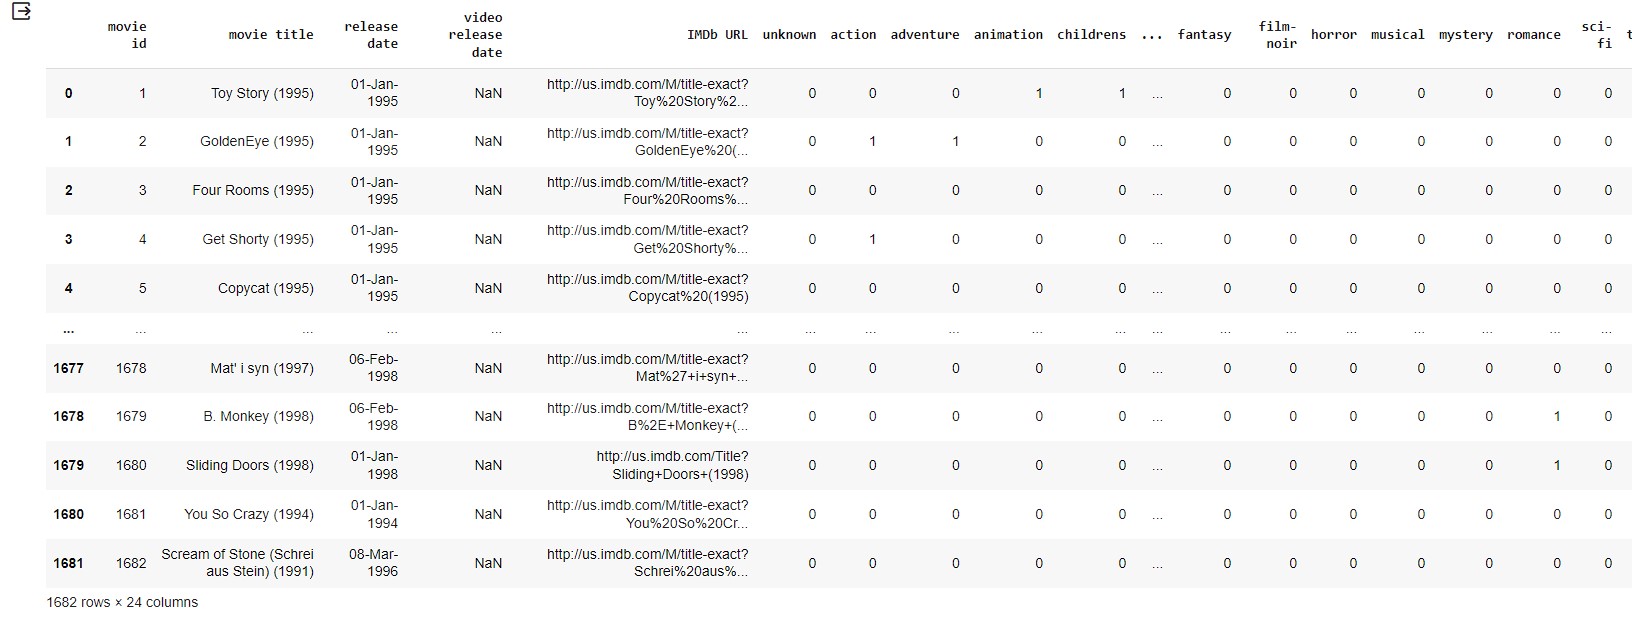 movie id	movie title	release date	video release date	IMDb URL	unknown	action	adventure	animation	childrens	...	fantasy	film-noir	horror	musical	mystery	romance	sci-fi
0	1	Toy Story (1995)	01-Jan-1995	NaN	http://us.imdb.com/M/title-exact?Toy%20Story%2...	0	0	0	1	1	...	0	0	0	0	0	0	0
1	2	GoldenEye (1995)	01-Jan-1995	NaN	http://us.imdb.com/M/title-exact?GoldenEye%20(...	0	1	1	0	0	...	0	0	0	0	0	0	0
2	3	Four Rooms (1995)	01-Jan-1995	NaN	http://us.imdb.com/M/title-exact?Four%20Rooms%...	0	0	0	0	0	...	0	0	0	0	0	0	0
3	4	Get Shorty (1995)	01-Jan-1995	NaN	http://us.imdb.com/M/title-exact?Get%20Shorty%...	0	1	0	0	0	...	0	0	0	0	0	0	0
4	5	Copycat (1995)	01-Jan-1995	NaN	http://us.imdb.com/M/title-exact?Copycat%20(1995)	0	0	0	0	0	...	0	0	0	0	0	0	0
...	...	...	...	...	...	...	...	...	...	...	...	...	...	...	...	...	...	...
1677	1678	Mat' i syn (1997)	06-Feb-1998	NaN	http://us.imdb.com/M/title-exact?Mat%27+i+syn+...	0	0	0	0	0	...	0	0	0	0	0	0	0
1678	1679	B. Monkey (1998)	06-Feb-1998	NaN	http://us.imdb.com/M/title-exact?B%2E+Monkey+(...	0	0	0	0	0	...	0	0	0	0	0	1	0
1679	1680	Sliding Doors (1998)	01-Jan-1998	NaN	http://us.imdb.com/Title?Sliding+Doors+(1998)	0	0	0	0	0	...	0	0	0	0	0	1	0
1680	1681	You So Crazy (1994)	01-Jan-1994	NaN	http://us.imdb.com/M/title-exact?You%20So%20Cr...	0	0	0	0	0	...	0	0	0	0	0	0	0
1681	1682	Scream of Stone (Schrei aus Stein) (1991)	08-Mar-1996	NaN	http://us.imdb.com/M/title-exact?Schrei%20aus%...	0	0	0	0	0	...	0	0	0	0	0	0	0
1682 rows × 24 columns